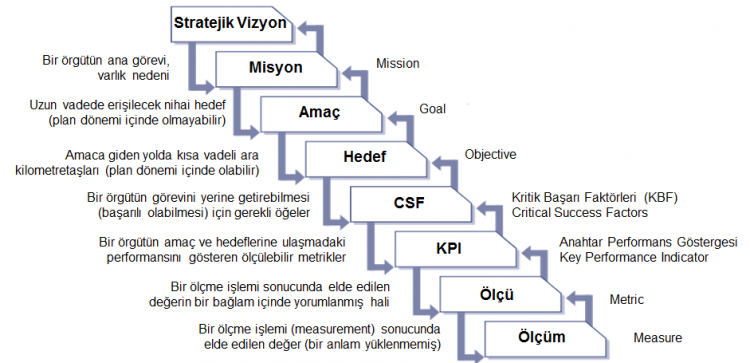 Stratejik Vizyon
Bir örgütün ana görevi,
varlık nedeni
Misyon
Mission
Uzun vadede erişilecek nihai hedef
(plan dönemi içinde olmayabilir)
Amaç
Goal
Amaca giden yolda kısa vadeli ara
kilometretaşları (plan dönemi içinde olabilir)
Hedef
Objective
Bir örgütün görevini yerine getirebilmesi
(başarılı olabilmesi) için gerekli öğeler
CSF
Kritik Başarı Faktörleri (KBF)
Critical Success Factors
Bir örgütün amaç ve hedeflerine ulaşmadaki
performansını gösteren ölçülebilir metrikler
KPI
Anahtar Performans Göstergesi
Key Performance Indicator
Bir ölçme işlemi sonucunda elde edilen
değerin bir bağlam içinde yorumlanmış hali
Ölçü
Metric
Bir ölçme işlemi (measurement) sonucunda
elde edilen değer (bir anlam yüklenmemiş)
Ölçüm
Measure